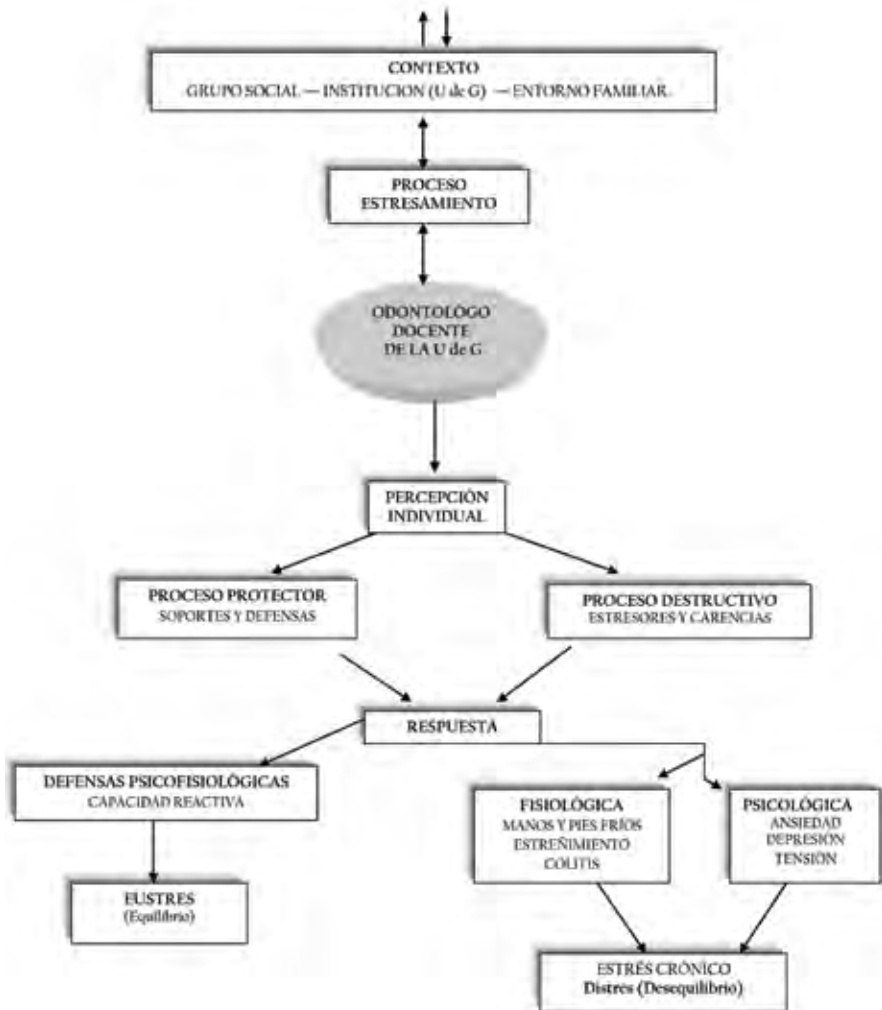 CONTEXTO
GRUPO SOCIAL — INSTITUCION (U de G) — ENTORNO FAMILIAR
PROCESO
ESTRESAMIENTO
ODONTOLÓGO
DOCENTE
DE LA U de G
PERCEPCIÓN
INDIVIDUAL
PROCESO PROTECTOR
SOPORTES Y DEFENSAS
PROCESO DESTRUCTIVO
ESTRESORES Y CARENCIAS
RESPUESTA
DEFENSAS PSICOFISIOLÓGICAS
CAPACIDAD REACTIVA
FISIOLÓGICA
MANOS Y PIES FRÍOS
ESTREÑIMIENTO
COLITIS
PSICOLÓGICA
ANSIEDAD
DEPRESIÓN
TENSIÓN
EUSTRES
(Equilibrio)
ESTRÉS CRÓNICO
Distres (Desequilibrio)